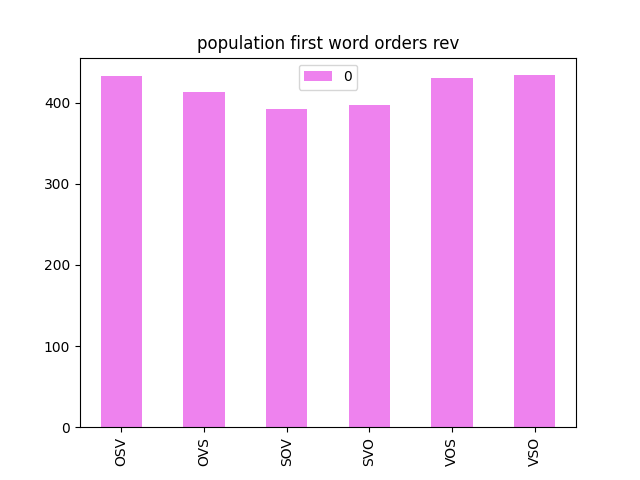 population first word orders rev
0
400
300
200
100
0
OSV
OVS
SOV
SVO
VOS
VSO